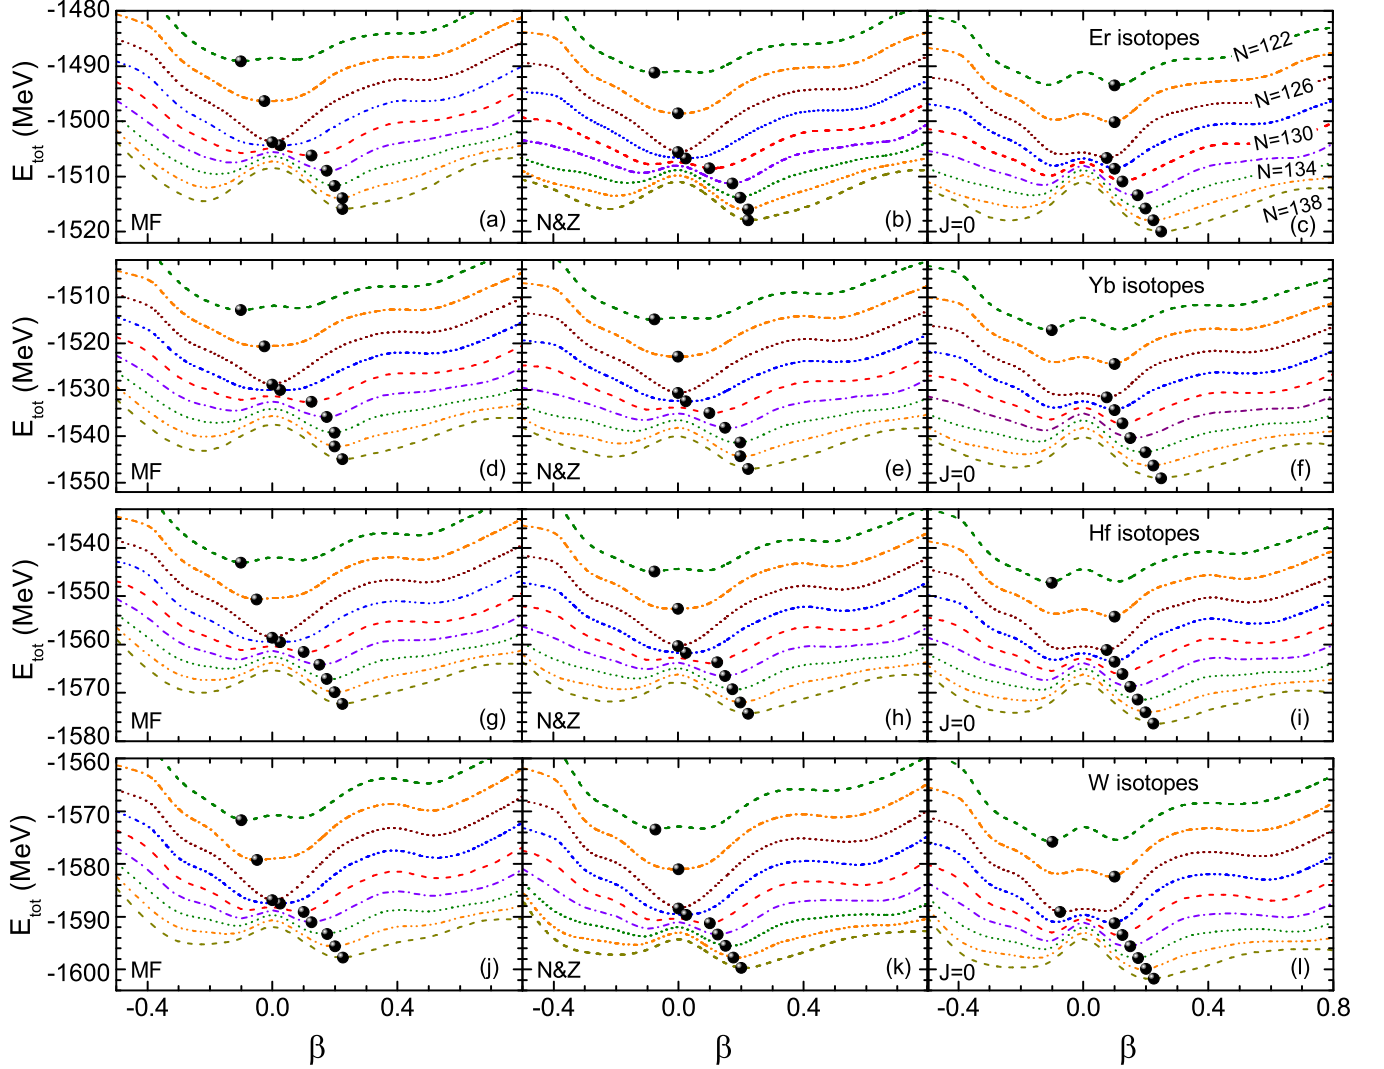 -1480
-1490
-1500
-1510
-1520
E_tot (MeV)
MF
(a)
N&Z
(b)
Er isotopes
N=122
N=126
N=130
N=134
N=138
J=0
(c)
-1510
-1520
-1530
-1540
-1550
E_tot (MeV)
MF
(d)
N&Z
(e)
Yb isotopes
J=0
(f)
-1540
-1550
-1560
-1570
-1580
E_tot (MeV)
MF
(g)
N&Z
(h)
Hf isotopes
J=0
(i)
-1560
-1570
-1580
-1590
-1600
E_tot (MeV)
MF
(j)
N&Z
(k)
W isotopes
J=0
(l)
-0.4 0.0 0.4 -0.4 0.0 0.4 -0.4 0.0 0.4 0.8
β β β